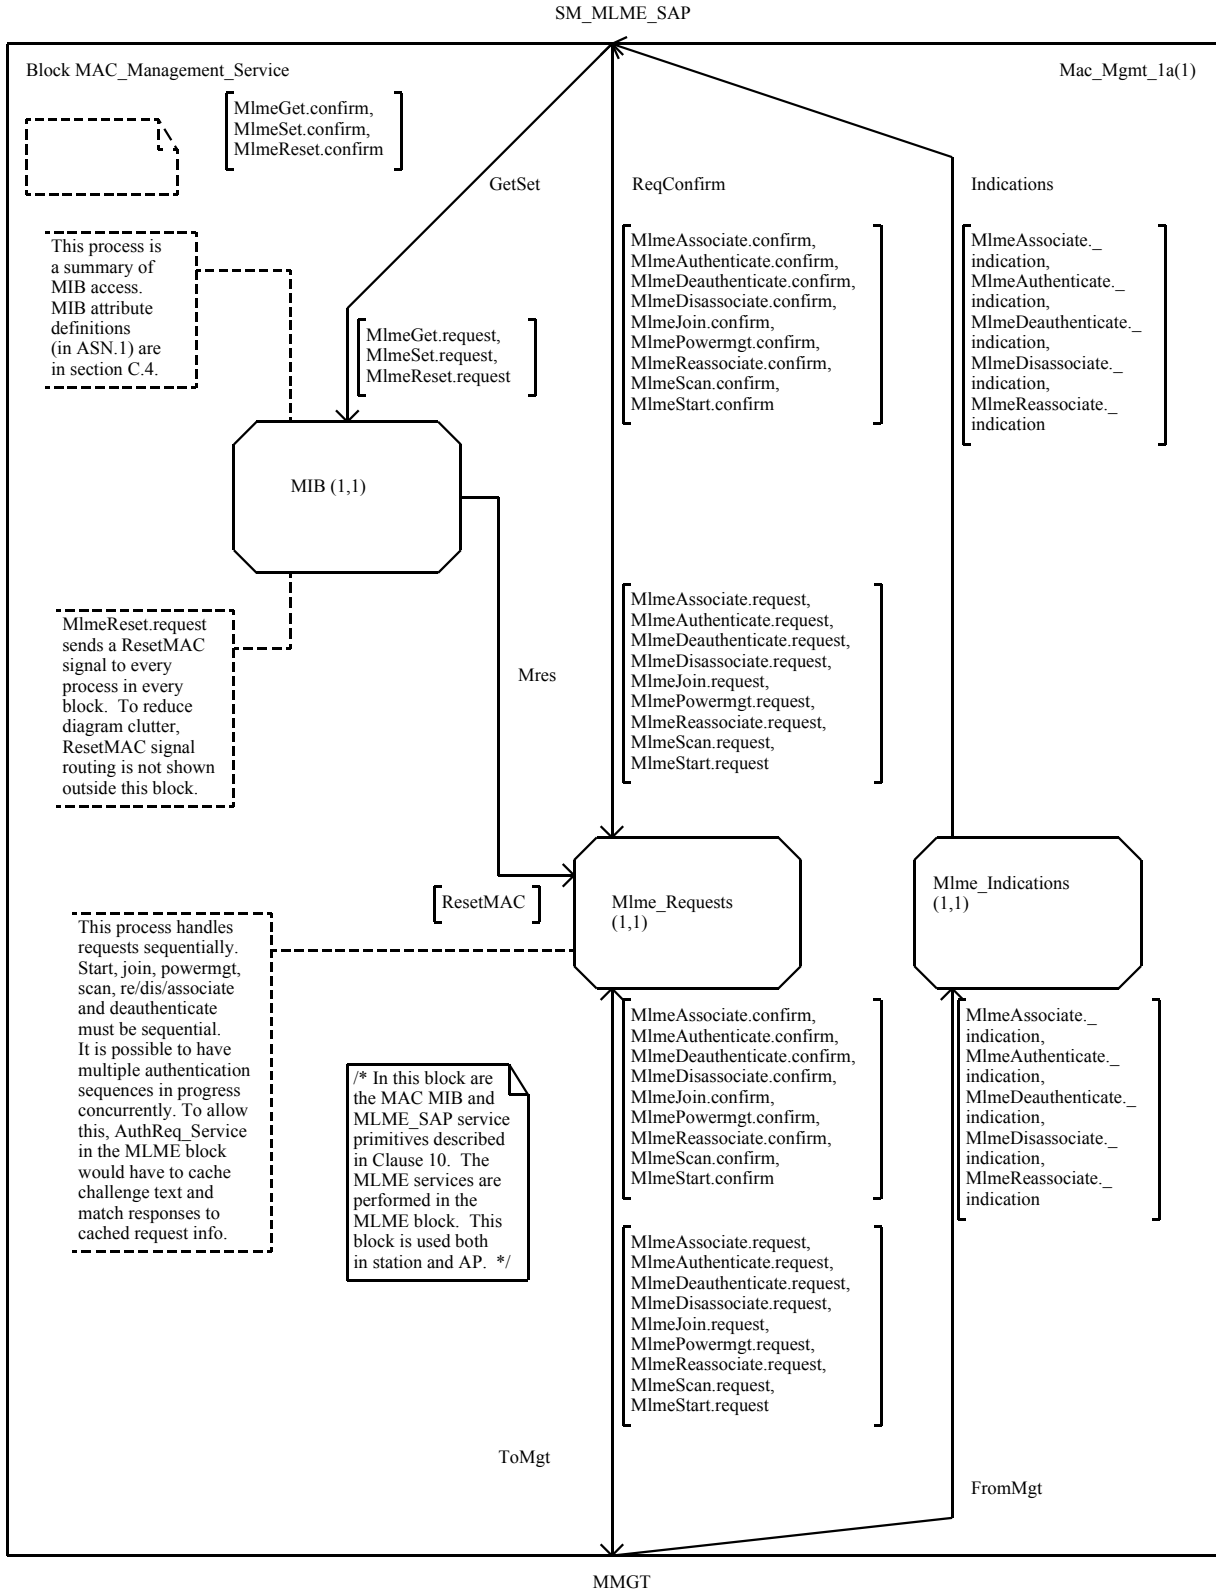 SM_MLME_SAP
Block MAC_Management_Service
Mac_Mgmt_1a(1)
MlmeGet.confirm,
MlmeSet.confirm,
MlmeReset.confirm
GetSet
ReqConfirm
Indications
This process is
a summary of
MIB access.
MIB attribute
definitions
(in ASN.1) are
in section C.4.
MlmeGet.request,
MlmeSet.request,
MlmeReset.request
MlmeAssociate.confirm,
MlmeAuthenticate.confirm,
MlmeDeauthenticate.confirm,
MlmeDisassociate.confirm,
MlmeJoin.confirm,
MlmePowermgt.confirm,
MlmeReassociate.confirm,
MlmeScan.confirm,
MlmeStart.confirm
MlmeAssociate._
indication,
MlmeAuthenticate._
indication,
MlmeDeauthenticate._
indication,
MlmeDisassociate._
indication,
MlmeReassociate._
indication
MIB (1,1)
MlmeReset.request
sends a ResetMAC
signal to every
process in every
block.  To reduce
diagram clutter,
ResetMAC signal
routing is not shown
outside this block.
Mres
MlmeAssociate.request,
MlmeAuthenticate.request,
MlmeDeauthenticate.request,
MlmeDisassociate.request,
MlmeJoin.request,
MlmePowermgt.request,
MlmeReassociate.request,
MlmeScan.request,
MlmeStart.request
ResetMAC
Mlme_Requests
(1,1)
Mlme_Indications
(1,1)
This process handles
requests sequentially.
Start, join, powermgt,
scan, re/dis/associate
and deauthenticate
must be sequential.
It is possible to have
multiple authentication
sequences in progress
concurrently. To allow
this, AuthReq_Service
in the MLME block
would have to cache
challenge text and
match responses to
cached request info.
/* In this block are
the MAC MIB and
MLME_SAP service
primitives described
in Clause 10.  The
MLME services are
performed in the
MLME block.  This
block is used both
in station and AP.  */
MlmeAssociate.confirm,
MlmeAuthenticate.confirm,
MlmeDeauthenticate.confirm,
MlmeDisassociate.confirm,
MlmeJoin.confirm,
MlmePowermgt.confirm,
MlmeReassociate.confirm,
MlmeScan.confirm,
MlmeStart.confirm
MlmeAssociate._
indication,
MlmeAuthenticate._
indication,
MlmeDeauthenticate._
indication,
MlmeDisassociate._
indication,
MlmeReassociate._
indication
MlmeAssociate.request,
MlmeAuthenticate.request,
MlmeDeauthenticate.request,
MlmeDisassociate.request,
MlmeJoin.request,
MlmePowermgt.request,
MlmeReassociate.request,
MlmeScan.request,
MlmeStart.request
ToMgt
FromMgt
MMGT